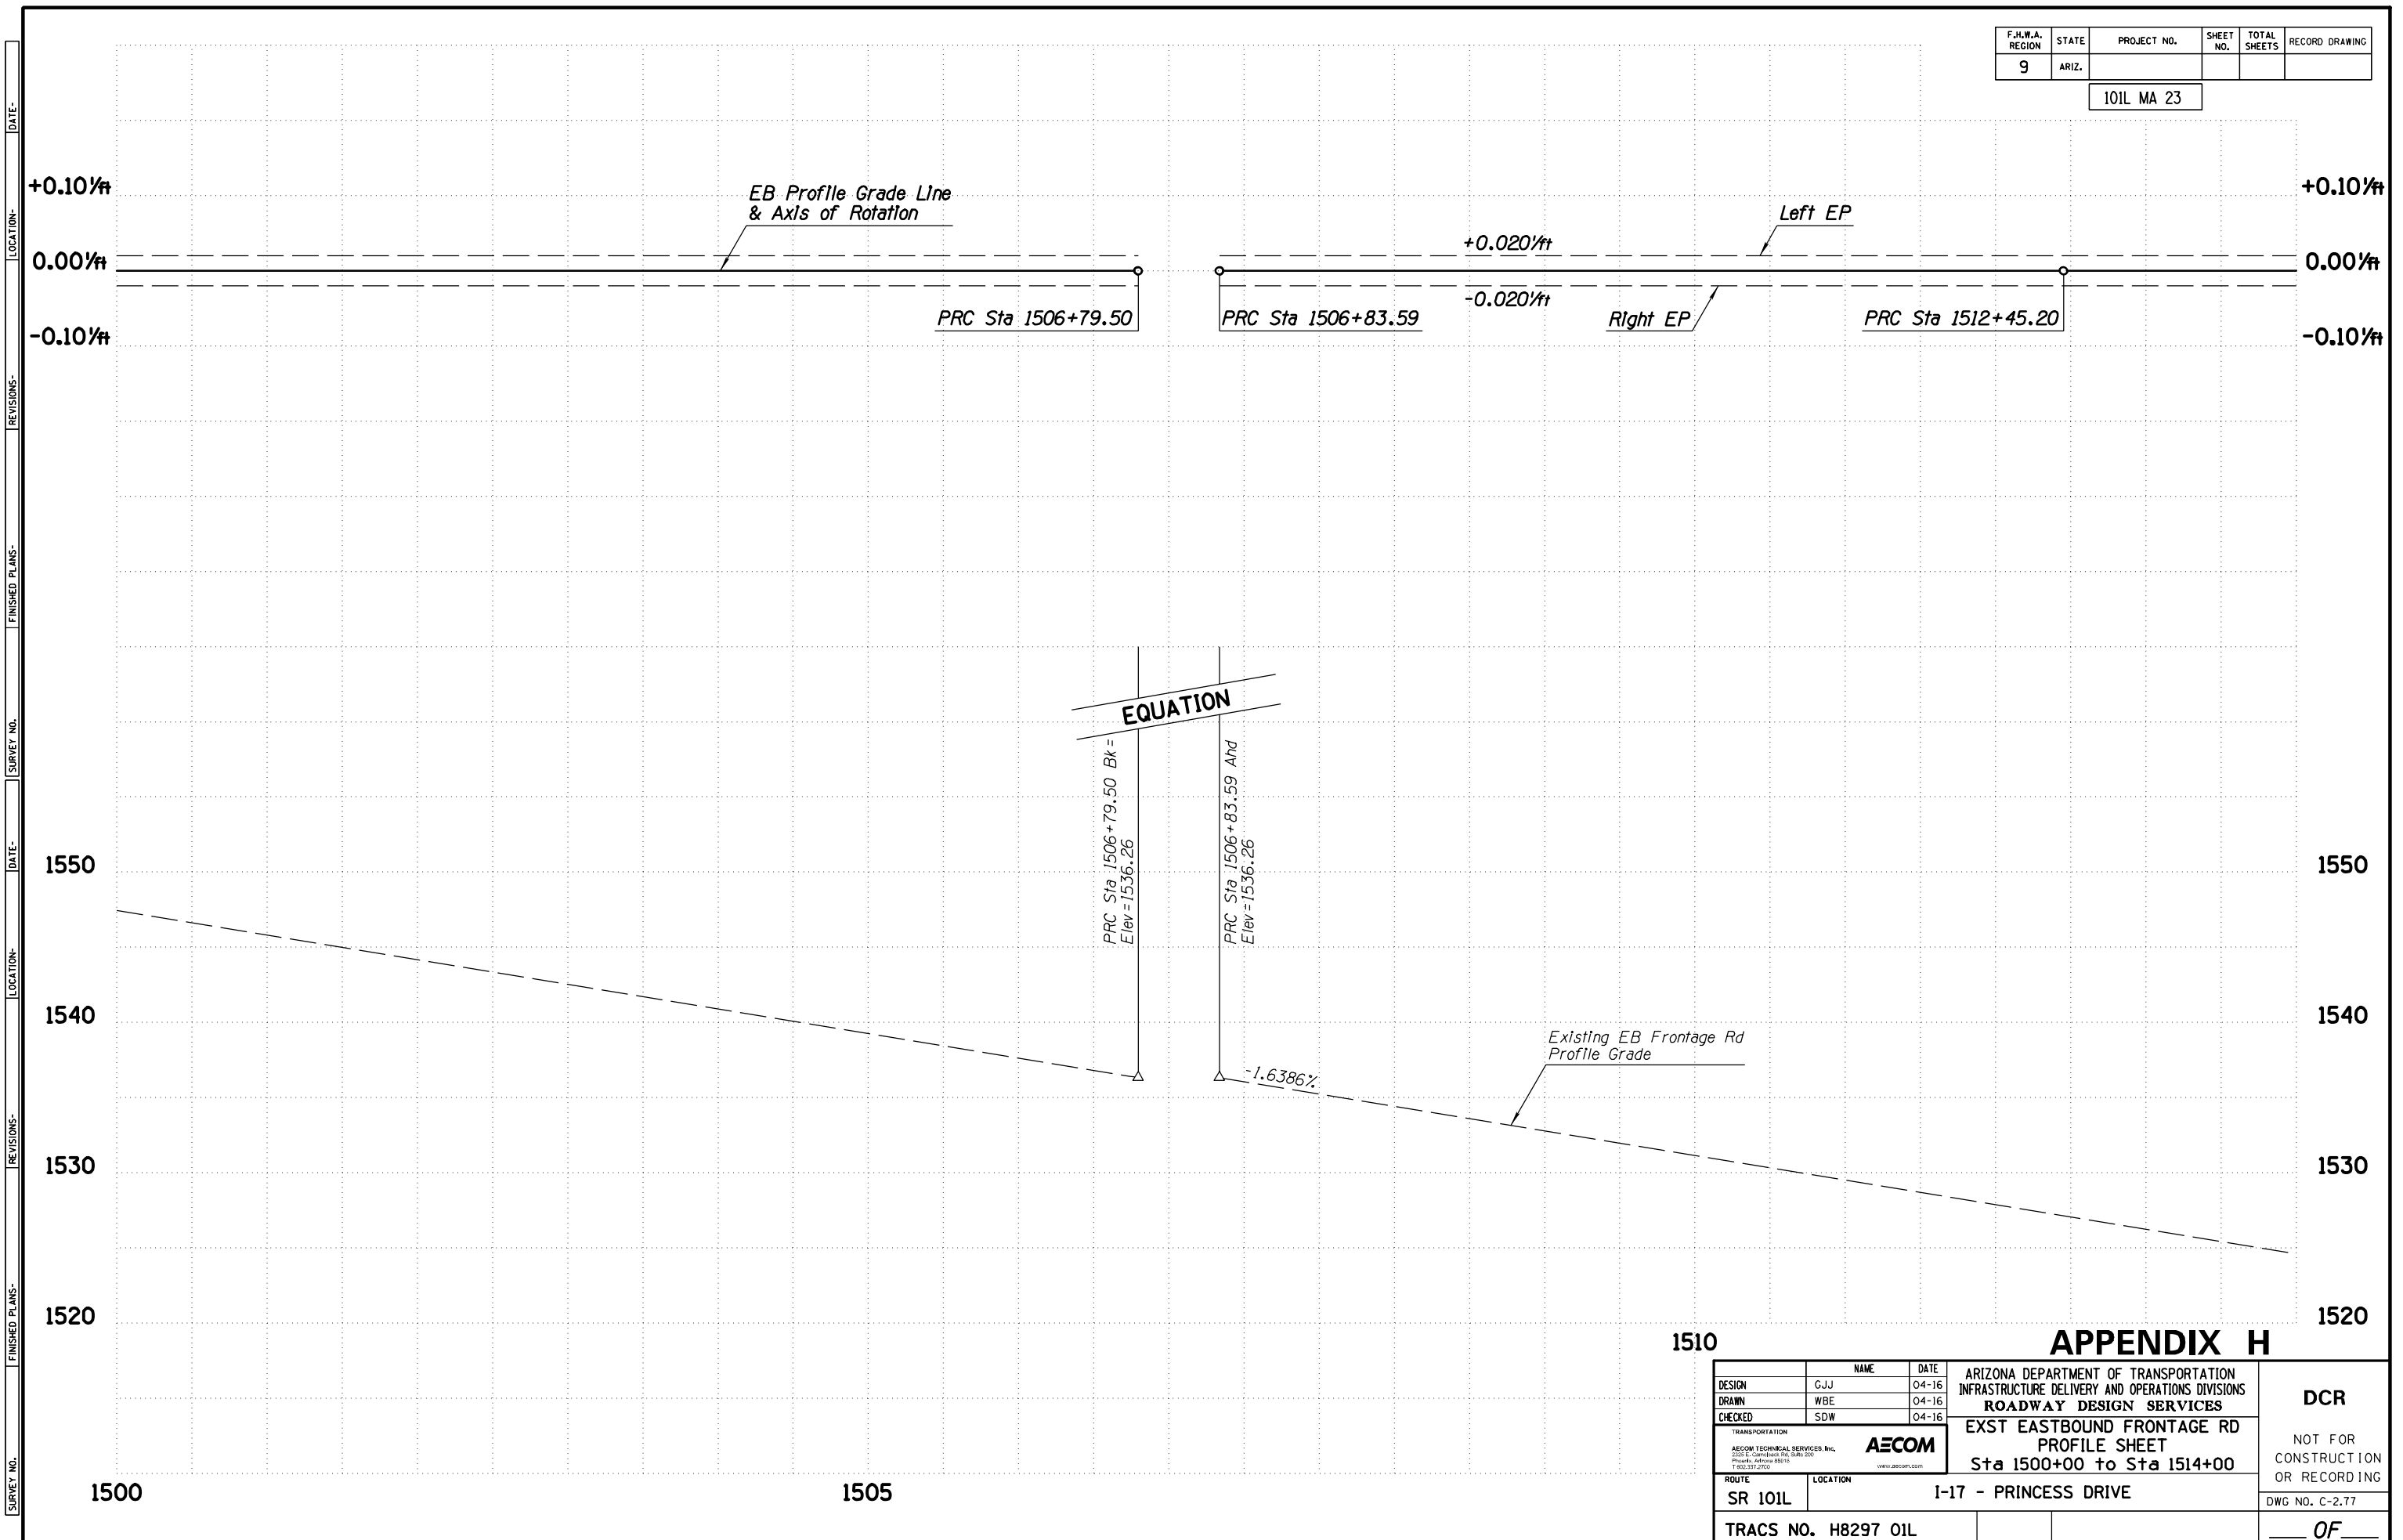 F.H.W.A. REGION STATE PROJECT NO. SHEET NO. TOTAL SHEETS RECORD DRAWING
9 ARIZ.
101L MA 23
+0.10'/ft
+0.10'/ft
EB Profile Grade Line
& Axis of Rotation
Left EP
+0.020'/ft
0.00'/ft
0.00'/ft
-0.020'/ft
PRC Sta 1506+79.50
PRC Sta 1506+83.59
Right EP
PRC Sta 1512+45.20
-0.10'/ft
-0.10'/ft
EQUATION
PRC Sta 1506+79.50 Bk =
Elev=1536.26
PRC Sta 1506+83.59 Ahd
Elev=1536.26
1550
1550
1540
1540
Existing EB Frontage Rd
Profile Grade
-1.6386%
1530
1530
1520
1520
1510
1500
1505
APPENDIX H
NAME DATE
DESIGN GJJ 04-16
DRAWN WBE 04-16
CHECKED SDW 04-16
TRANSPORTATION
AECOM TECHNICAL SERVICES, Inc.
AECOM
www.aecom.com
ARIZONA DEPARTMENT OF TRANSPORTATION
INFRASTRUCTURE DELIVERY AND OPERATIONS DIVISIONS
ROADWAY DESIGN SERVICES
EXST EASTBOUND FRONTAGE RD
PROFILE SHEET
Sta 1500+00 to Sta 1514+00
DCR
NOT FOR
CONSTRUCTION
OR RECORDING
ROUTE
SR 101L
LOCATION
I-17 - PRINCESS DRIVE
DWG NO. C-2.77
TRACS NO. H8297 01L
OF
DATE-
LOCATION-
REVISIONS-
FINISHED PLANS-
SURVEY NO.
DATE-
LOCATION-
REVISIONS-
FINISHED PLANS-
SURVEY NO.